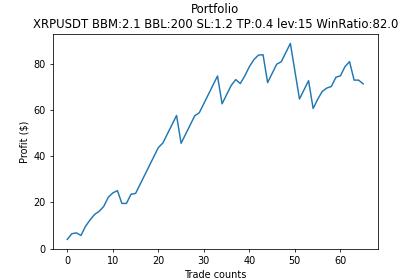 Portfolio
XRPUSDT BBM:2.1 BBL:200 SL:1.2 TP:0.4 lev:15 WinRatio:82.0
80
60
40
20
0
Profit ($)
0 10 20 30 40 50 60
Trade counts